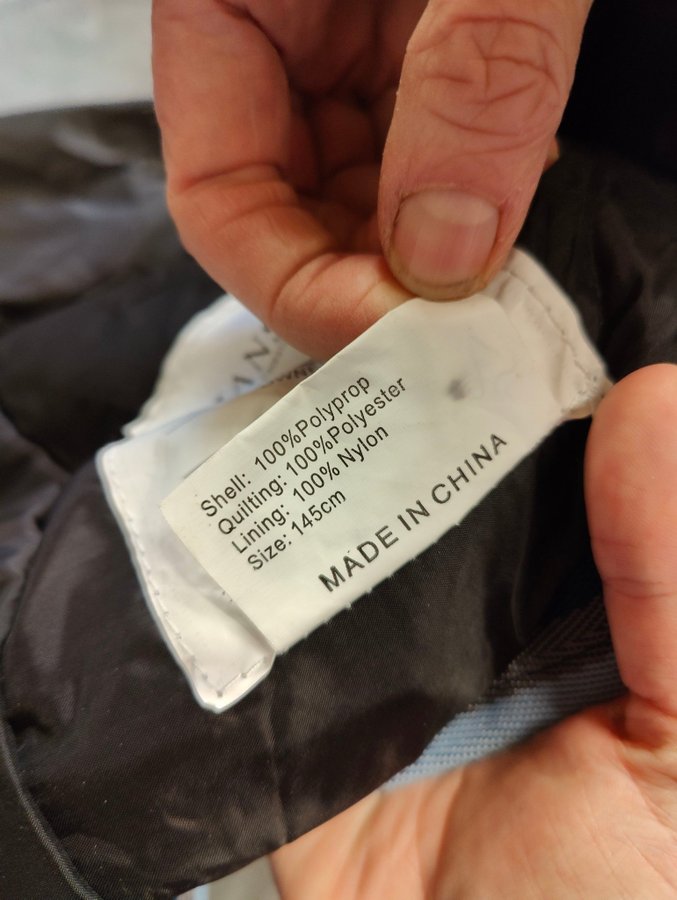 Shell: 100%Polyprop
Quilting: 100%Polyester
Lining: 100% Nylon
Size: 145cm
MADE IN CHINA